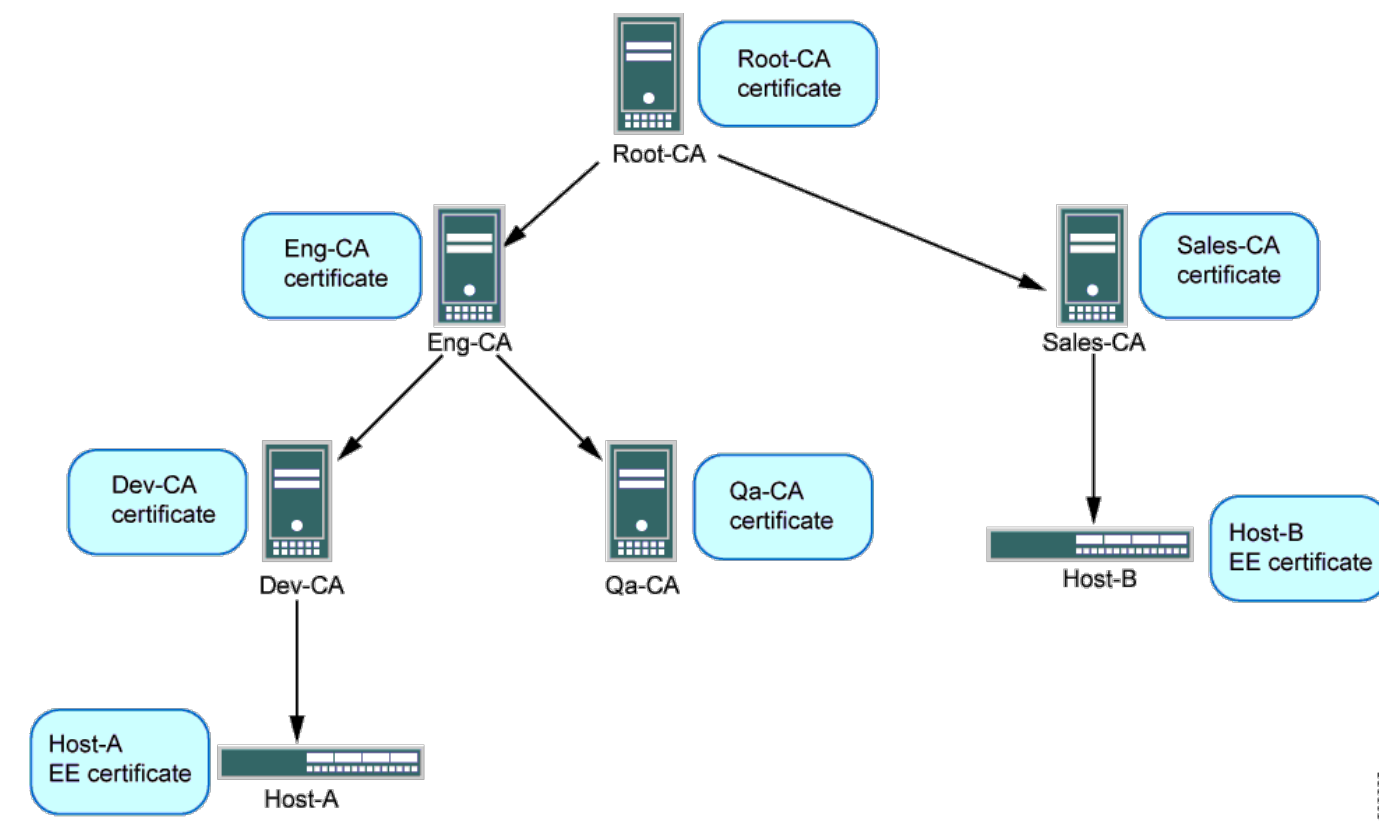 Root-CA
certificate
Root-CA
Eng-CA
certificate
Eng-CA
Sales-CA
certificate
Sales-CA
Dev-CA
certificate
Dev-CA
Qa-CA
certificate
Qa-CA
Host-B
EE certificate
Host-B
Host-A
EE certificate
Host-A